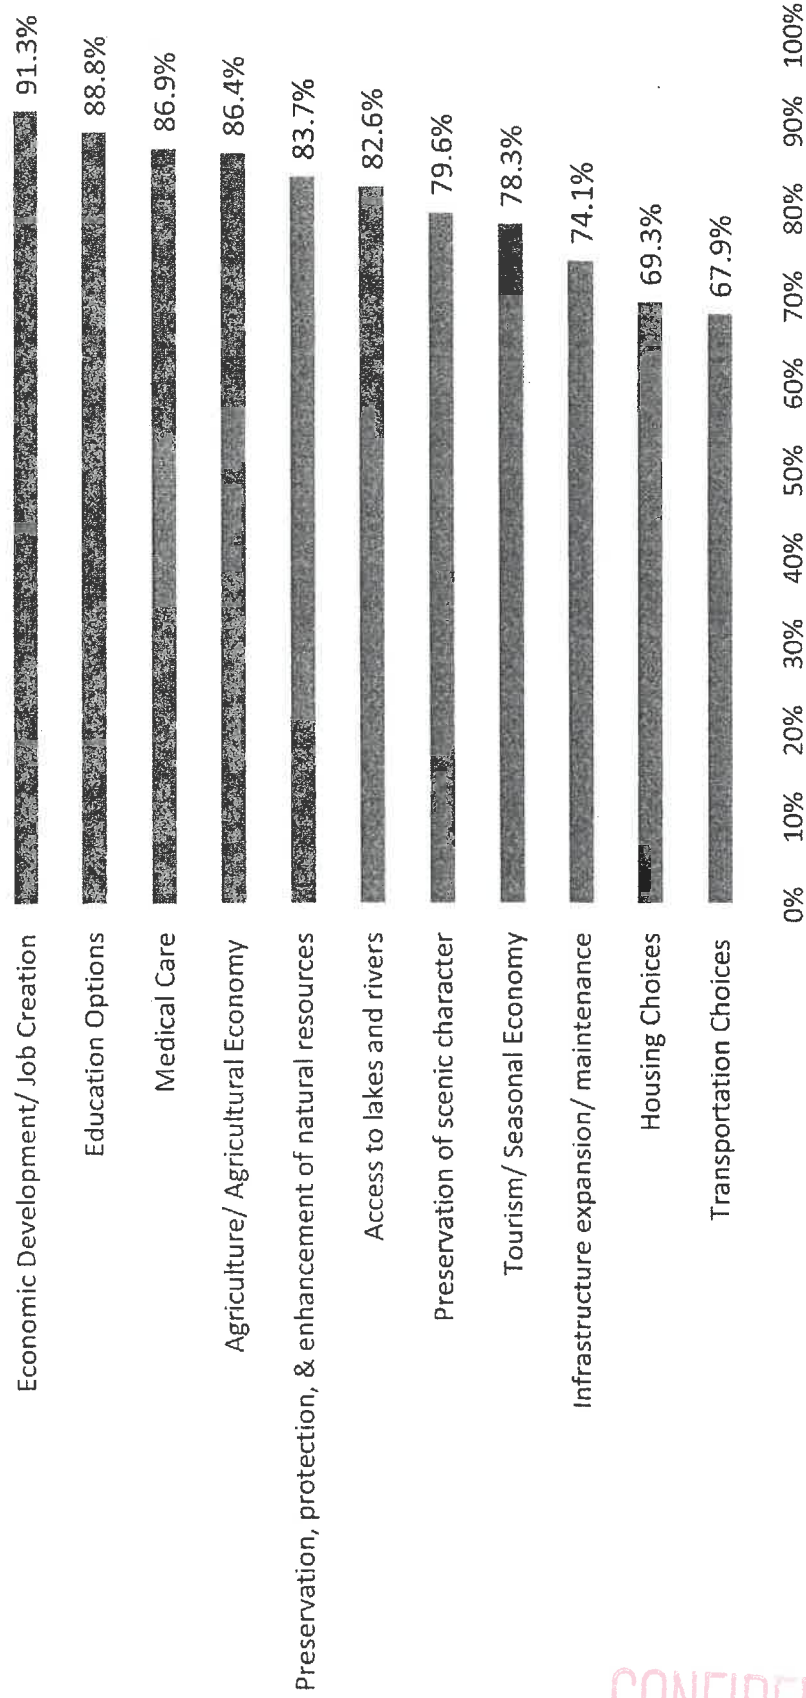 Economic Development/ Job Creation 91.3%
Education Options 88.8%
Medical Care 86.9%
Agriculture/ Agricultural Economy 86.4%
Preservation, protection, & enhancement of natural resources 83.7%
Access to lakes and rivers 82.6%
Preservation of scenic character 79.6%
Tourism/ Seasonal Economy 78.3%
Infrastructure expansion/ maintenance 74.1%
Housing Choices 69.3%
Transportation Choices 67.9%
0% 10% 20% 30% 40% 50% 60% 70% 80% 90% 100%